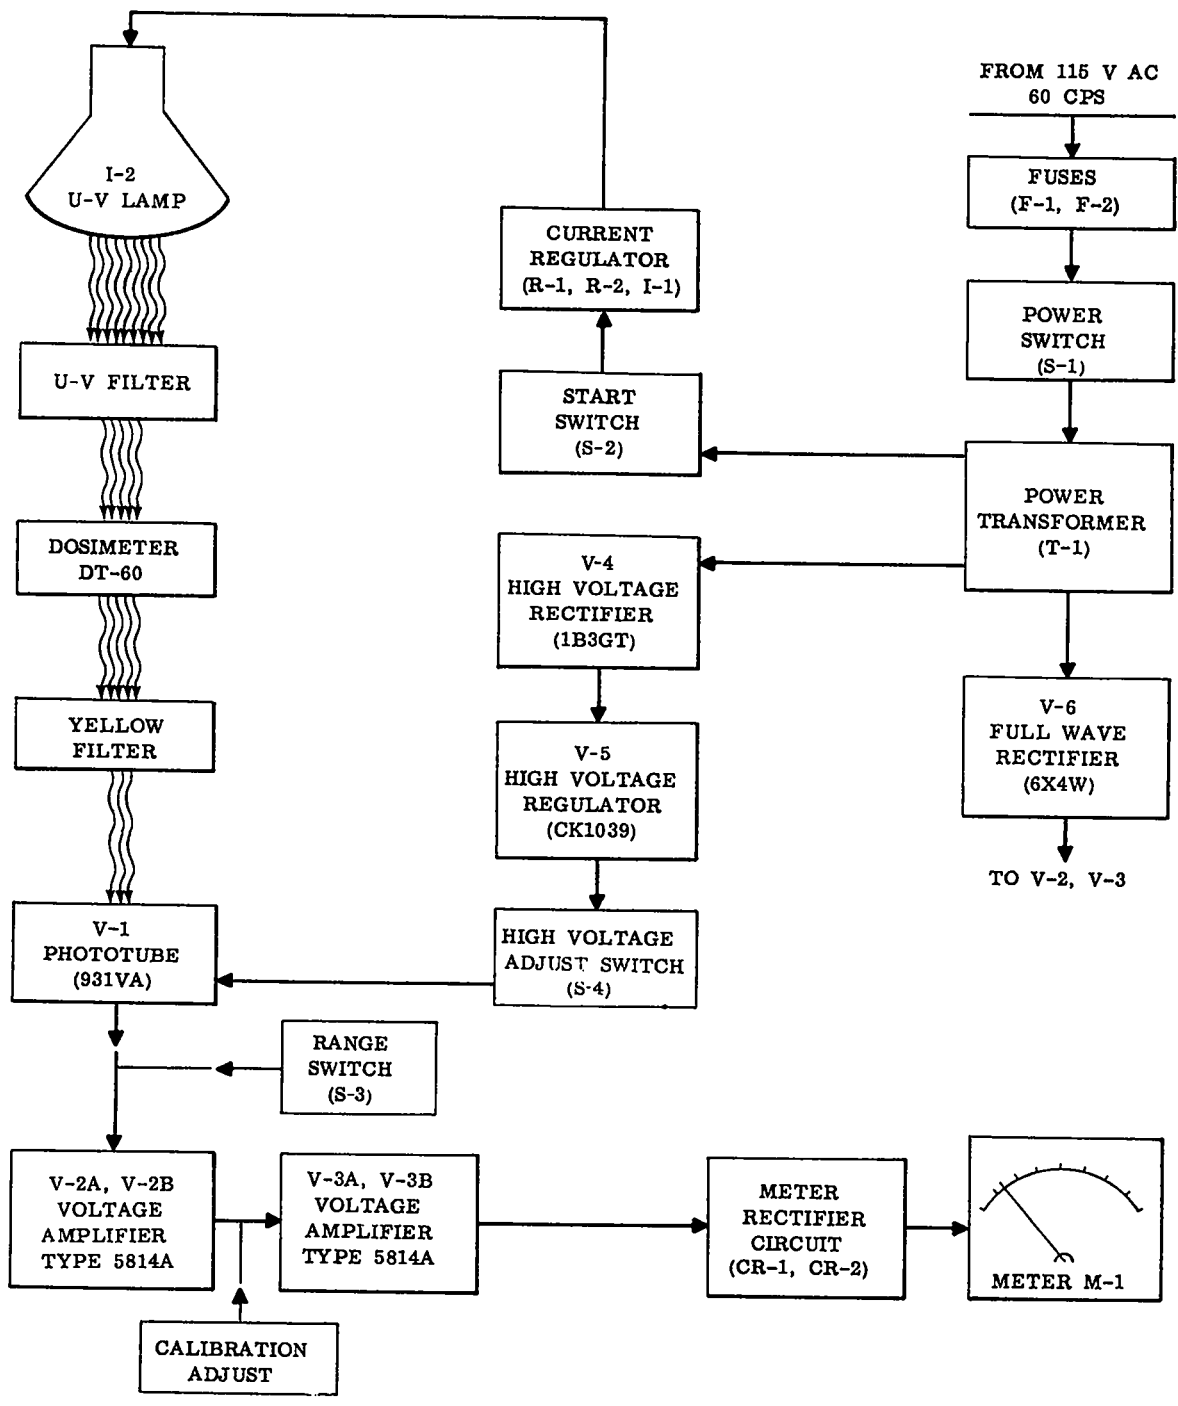 FROM 115 V AC
60 CPS
FUSES
(F-1, F-2)
POWER
SWITCH
(S-1)
POWER
TRANSFORMER
(T-1)
V-6
FULL WAVE
RECTIFIER
(6X4W)
TO V-2, V-3
CURRENT
REGULATOR
(R-1, R-2, I-1)
START
SWITCH
(S-2)
V-4
HIGH VOLTAGE
RECTIFIER
(1B3GT)
V-5
HIGH VOLTAGE
REGULATOR
(CK1039)
HIGH VOLTAGE
ADJUST SWITCH
(S-4)
I-2
U-V LAMP
U-V FILTER
DOSIMETER
DT-60
YELLOW
FILTER
V-1
PHOTOTUBE
(931VA)
RANGE
SWITCH
(S-3)
V-2A, V-2B
VOLTAGE
AMPLIFIER
TYPE 5814A
CALIBRATION
ADJUST
V-3A, V-3B
VOLTAGE
AMPLIFIER
TYPE 5814A
METER
RECTIFIER
CIRCUIT
(CR-1, CR-2)
METER M-1